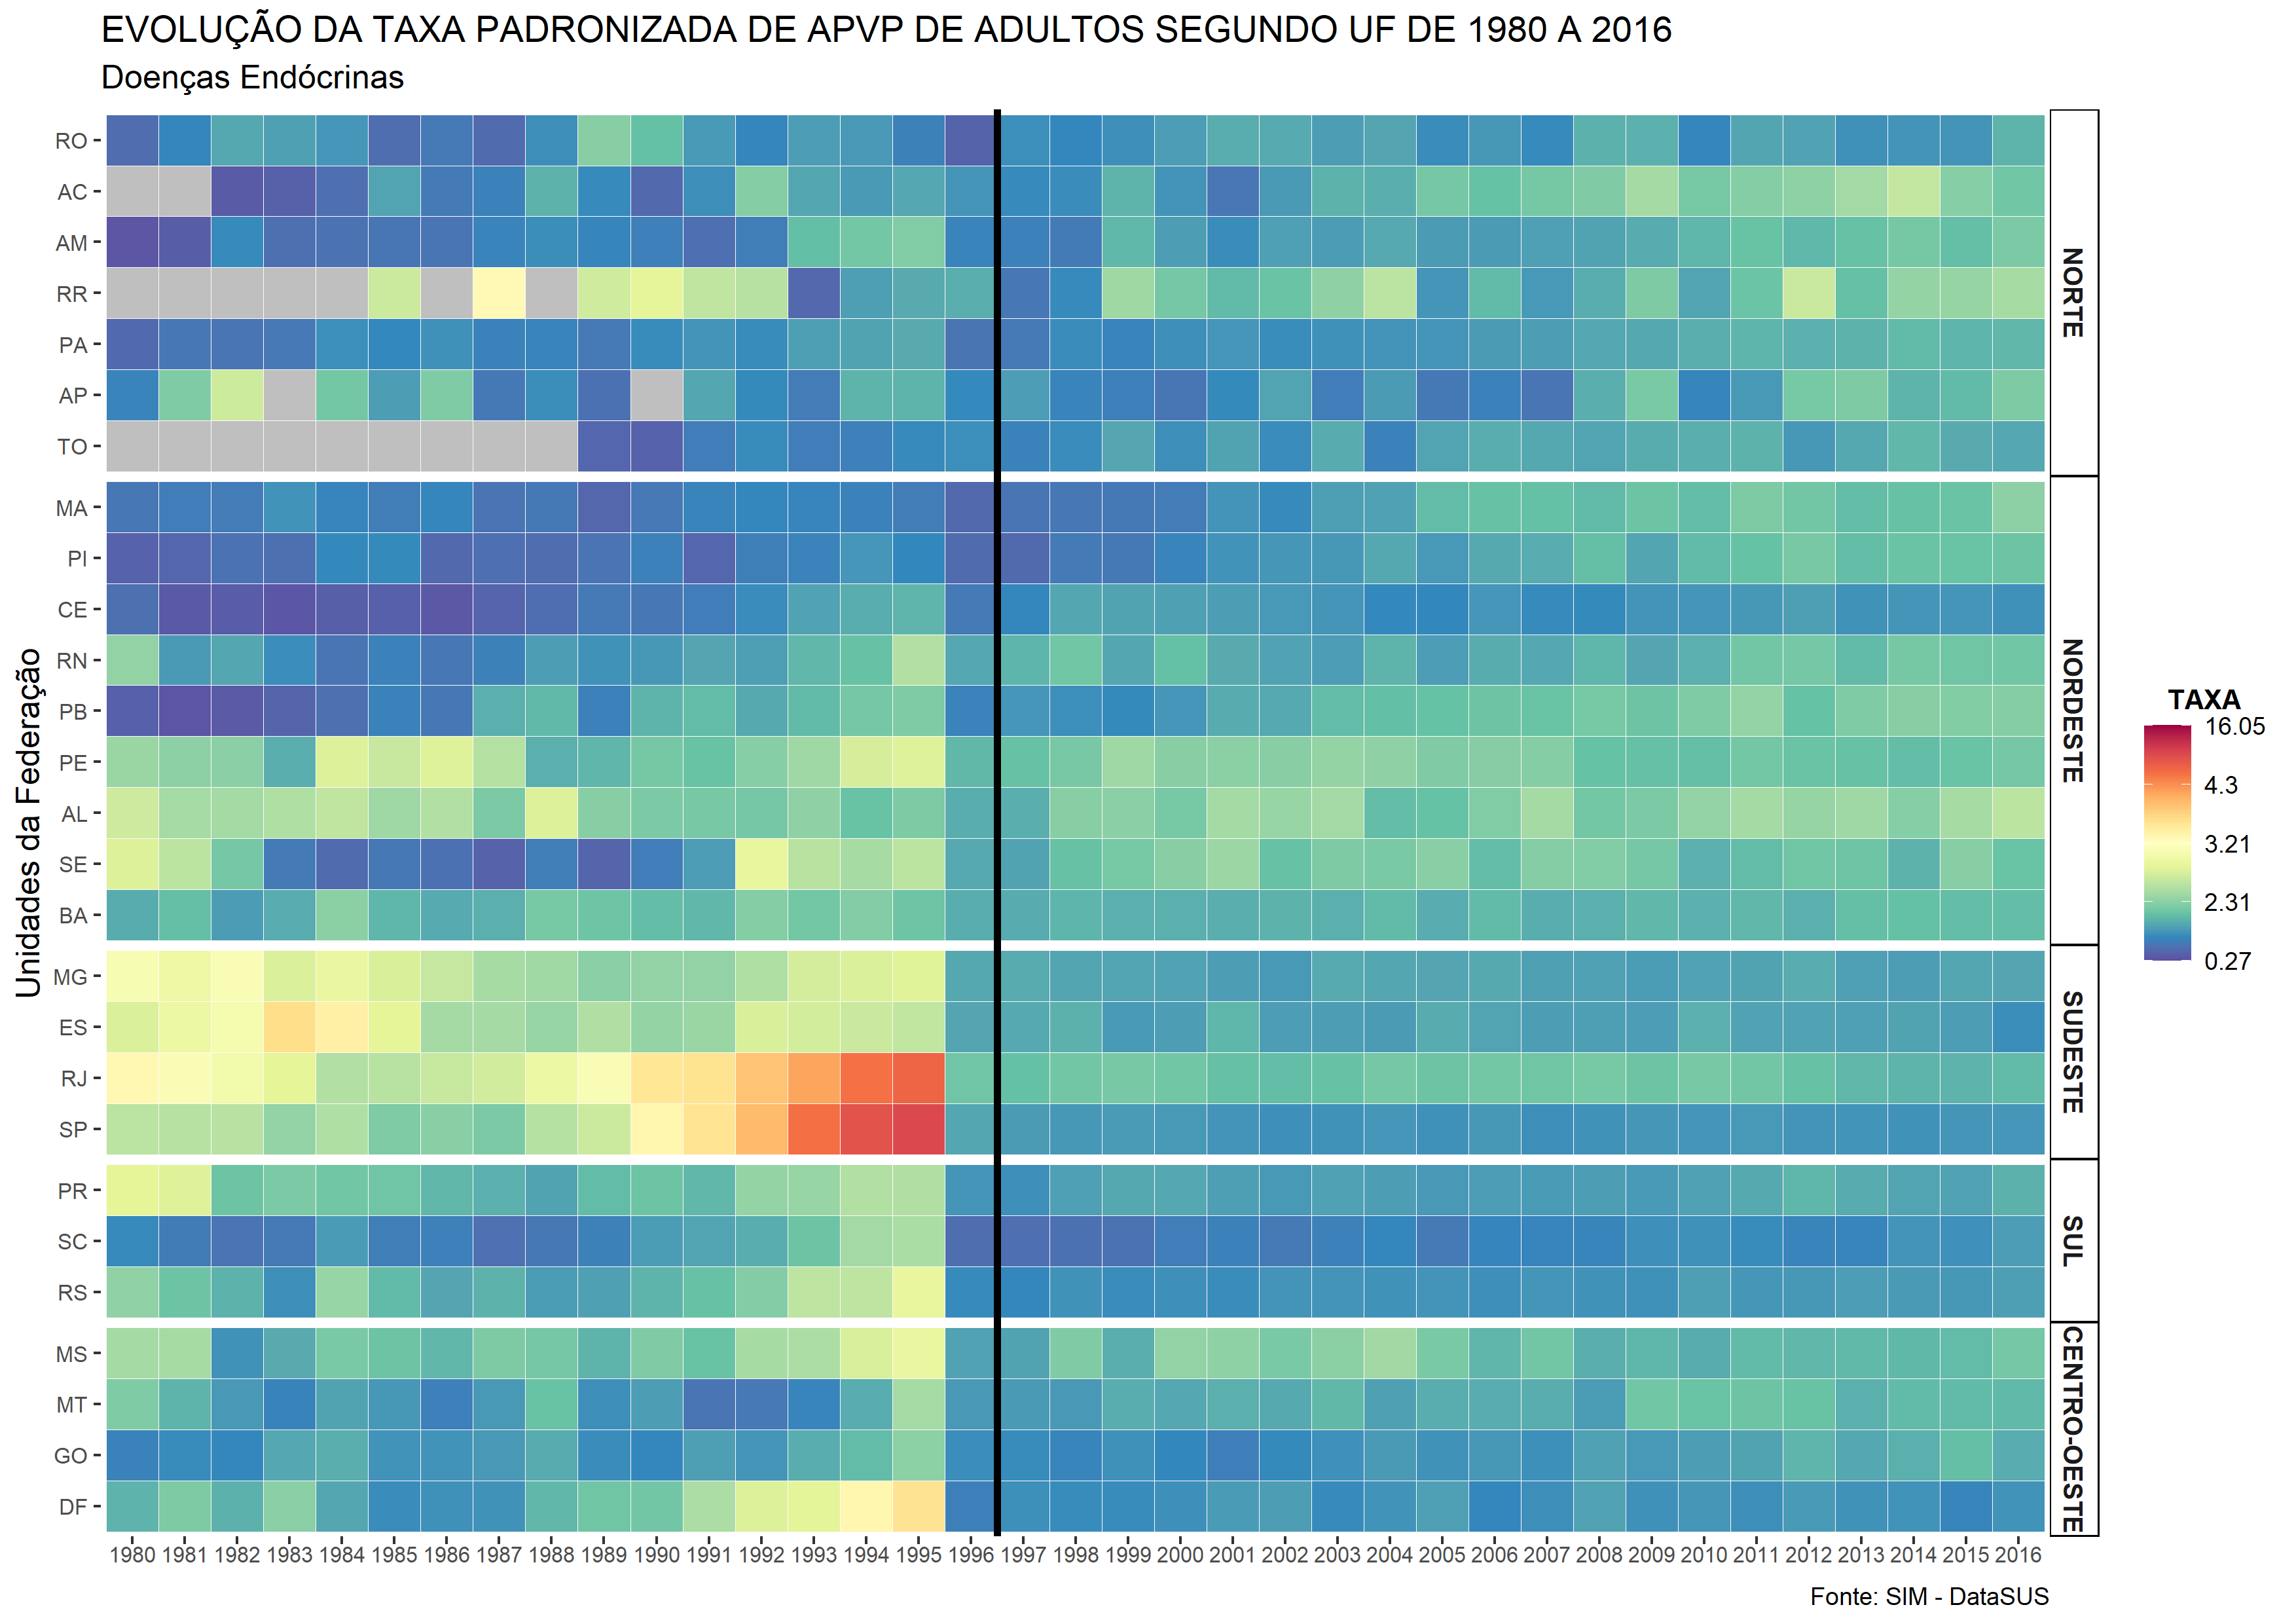 EVOLUÇÃO DA TAXA PADRONIZADA DE APVP DE ADULTOS SEGUNDO UF DE 1980 A 2016
Doenças Endócrinas
Unidades da Federação
RO
AC
AM
RR
PA
AP
TO
NORTE
MA
PI
CE
RN
PB
PE
AL
SE
BA
NORDESTE
MG
ES
RJ
SP
SUDESTE
PR
SC
RS
SUL
MS
MT
GO
DF
CENTRO-OESTE
1980 1981 1982 1983 1984 1985 1986 1987 1988 1989 1990 1991 1992 1993 1994 1995 1996 1997 1998 1999 2000 2001 2002 2003 2004 2005 2006 2007 2008 2009 2010 2011 2012 2013 2014 2015 2016
TAXA
16.05
4.3
3.21
2.31
0.27
Fonte: SIM - DataSUS